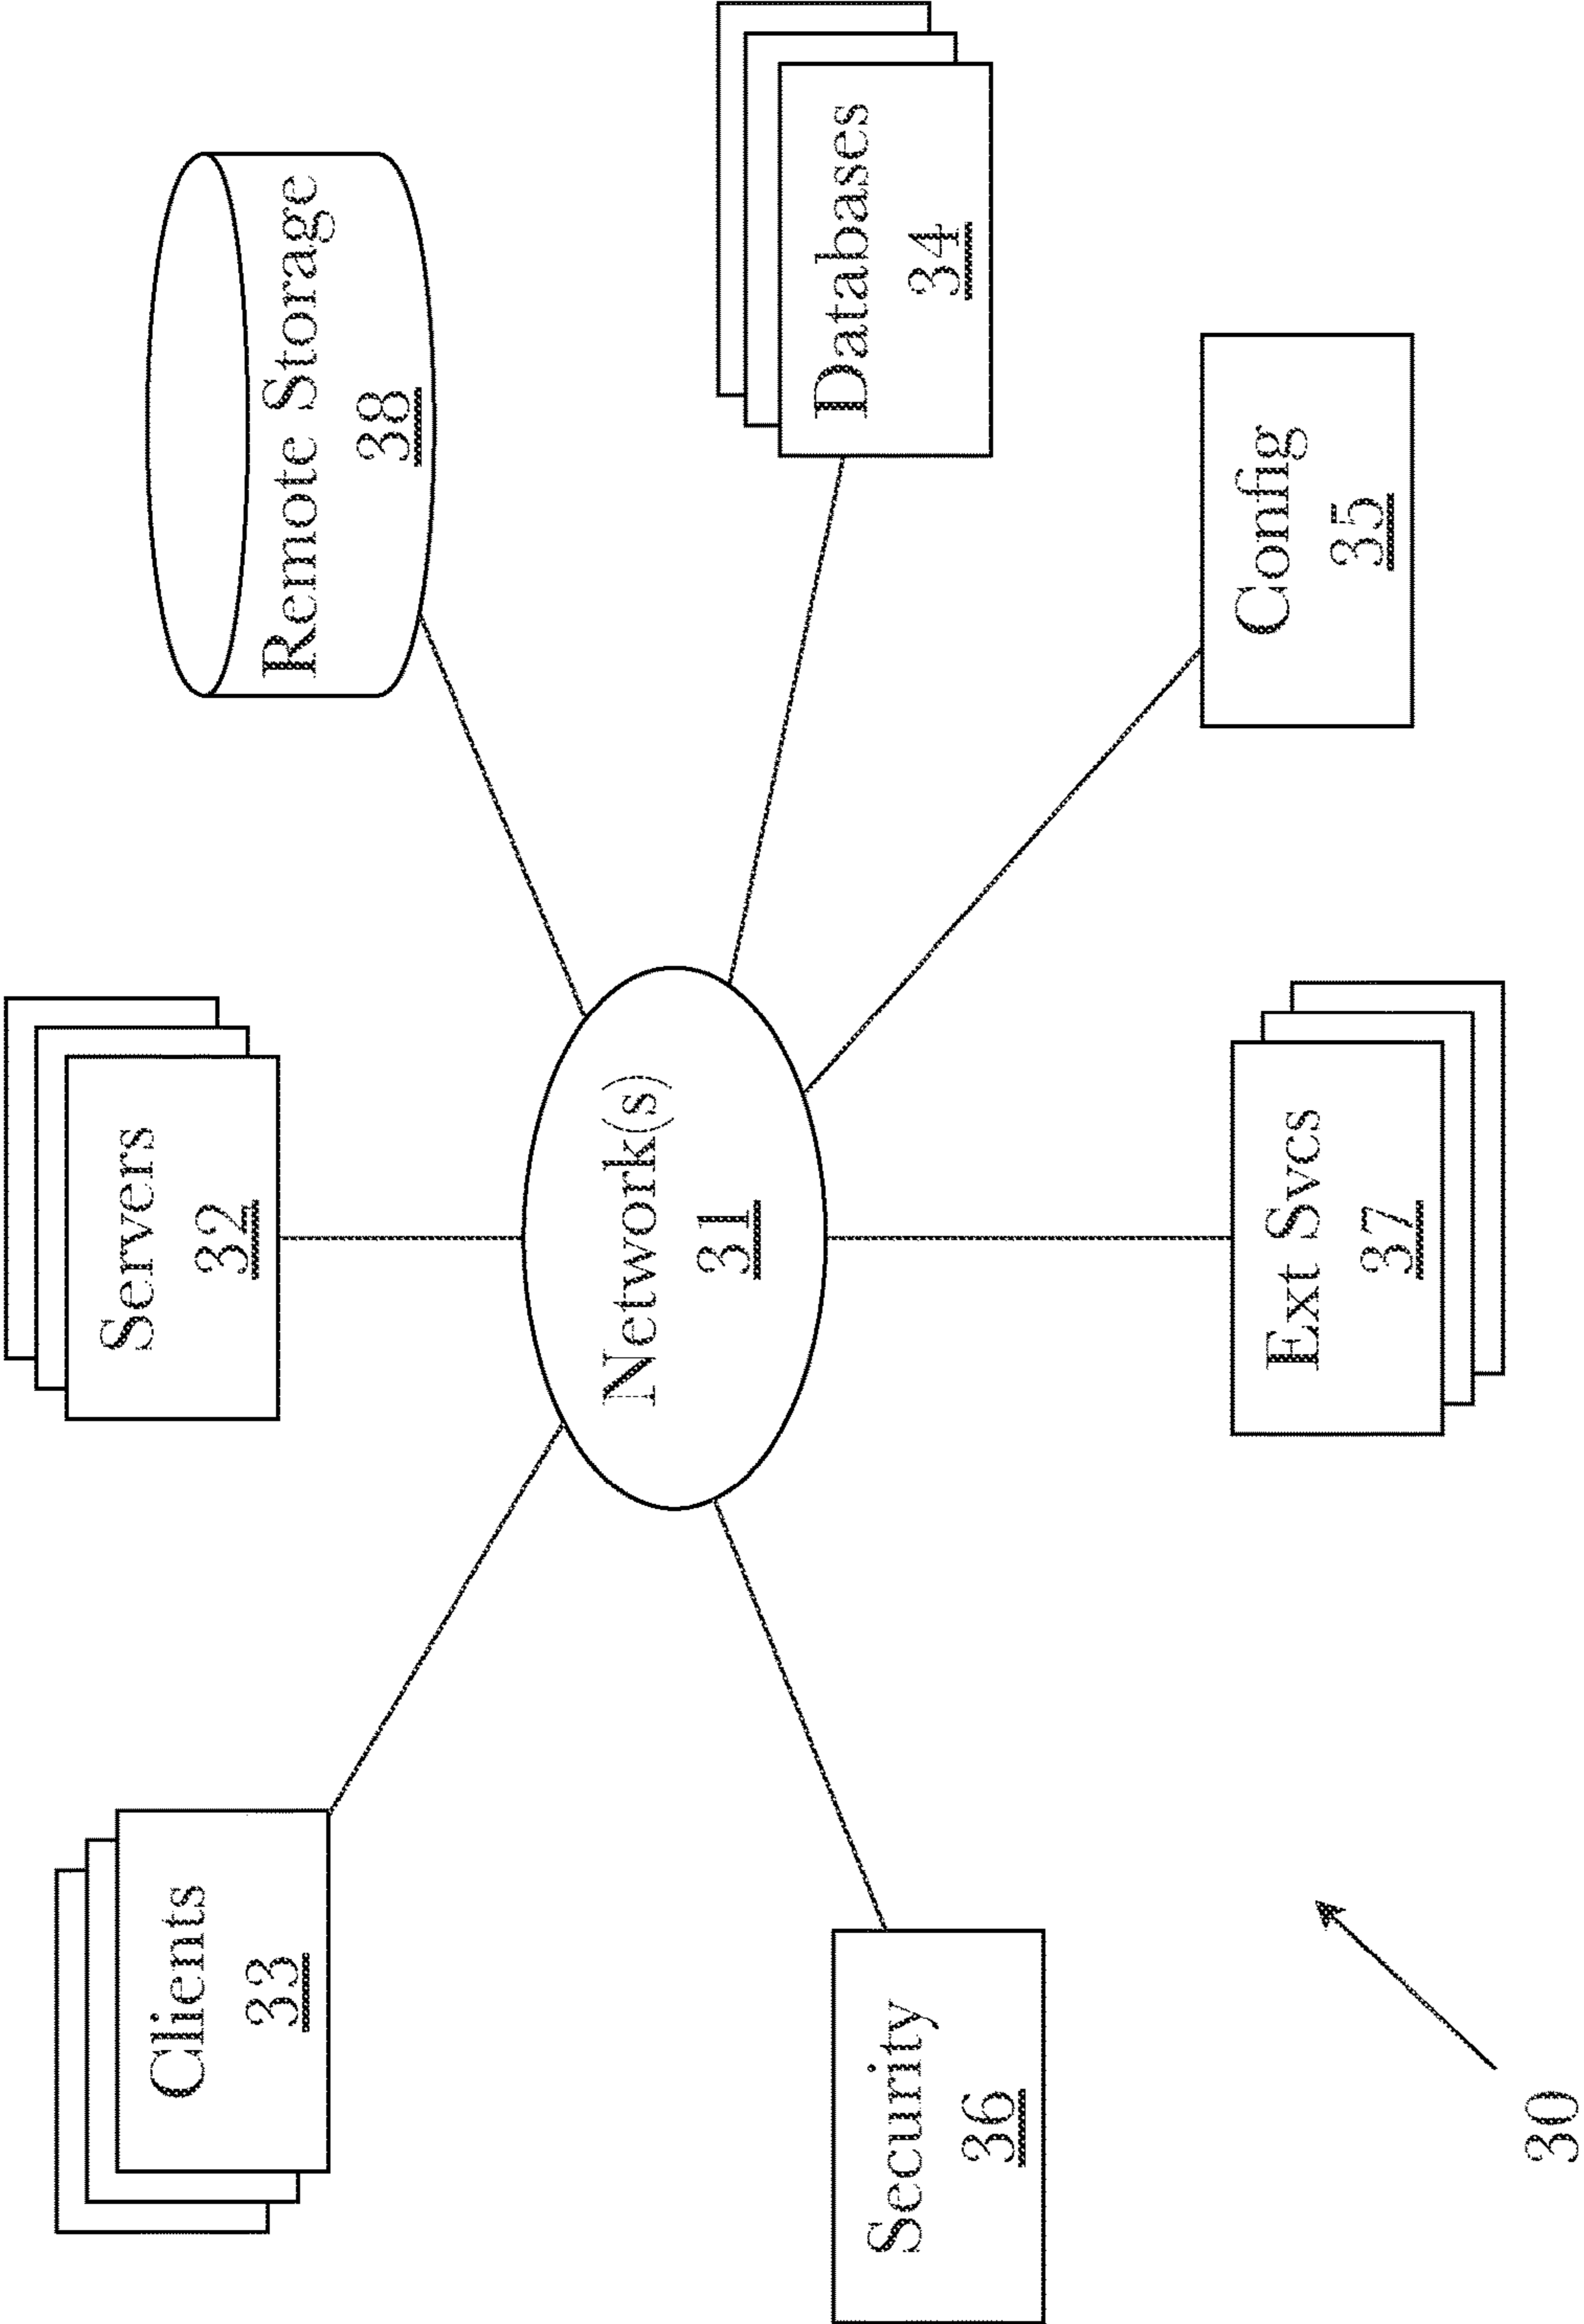 Clients
33
Servers
32
Remote Storage
38
Network(s)
31
Databases
34
Security
36
Ext Svcs
37
Config
35
30